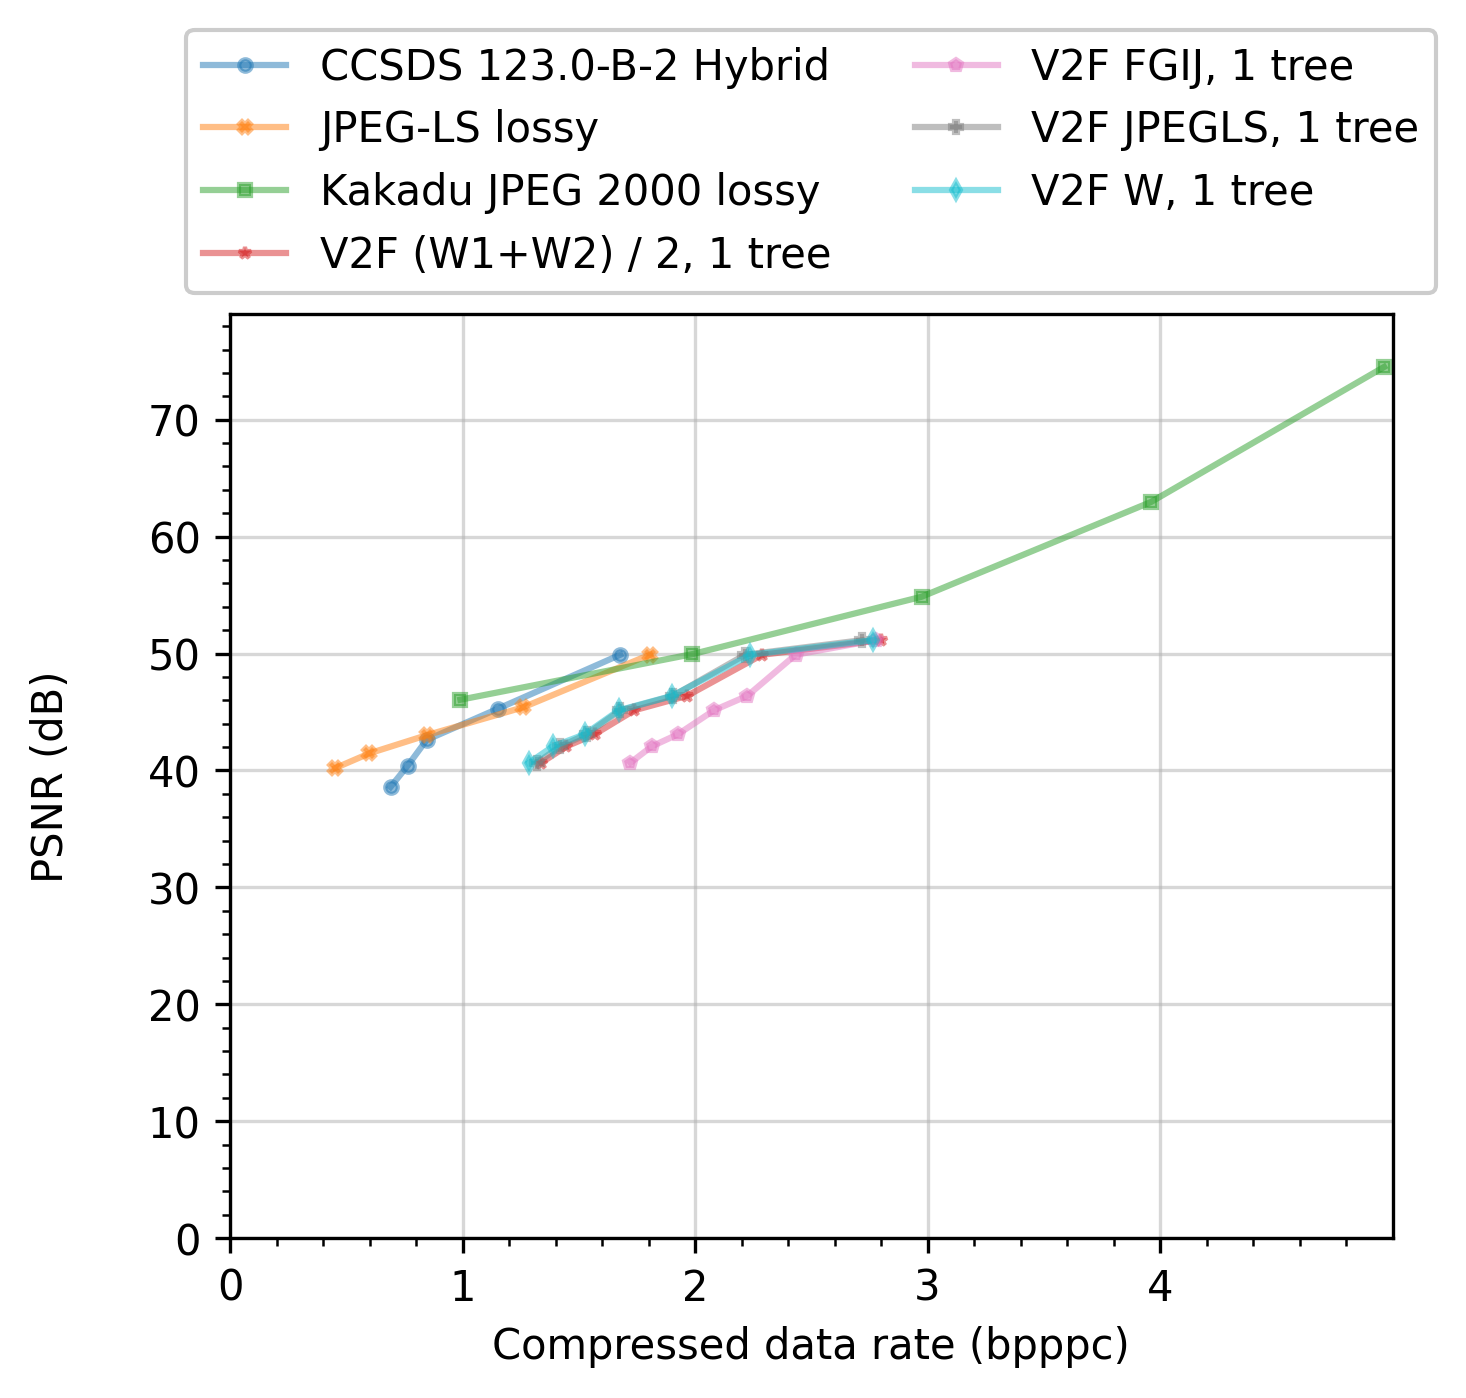 CCSDS 123.0-B-2 Hybrid
JPEG-LS lossy
Kakadu JPEG 2000 lossy
V2F (W1+W2) / 2, 1 tree
V2F FGIJ, 1 tree
V2F JPEGLS, 1 tree
V2F W, 1 tree
PSNR (dB)
70
60
50
40
30
20
10
0
0 1 2 3 4
Compressed data rate (bpppc)